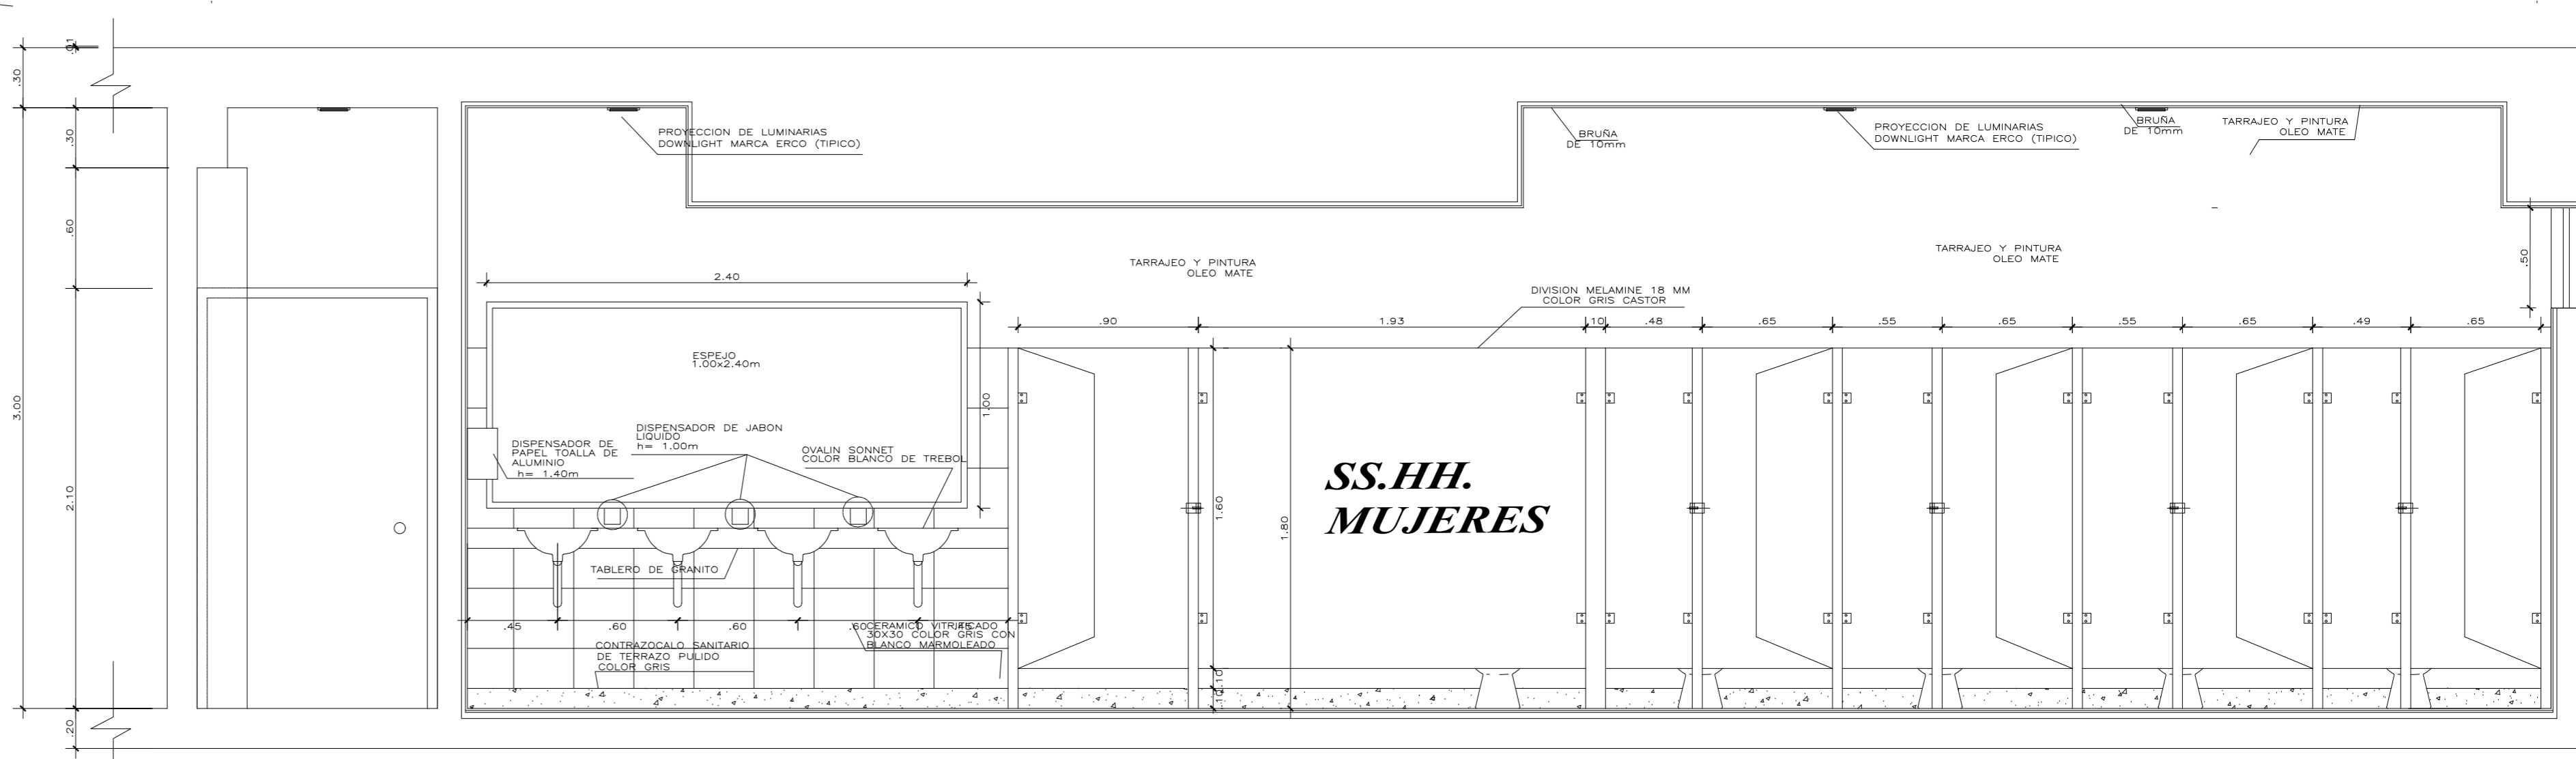 .01
.30
.30
.60
3.00
2.10
.20
PROYECCION DE LUMINARIAS
DOWNLIGHT MARCA ERCO (TIPICO)
BRUÑA
DE 10mm
PROYECCION DE LUMINARIAS
DOWNLIGHT MARCA ERCO (TIPICO)
BRUÑA
DE 10mm
TARRAJEO Y PINTURA
OLEO MATE
TARRAJEO Y PINTURA
OLEO MATE
TARRAJEO Y PINTURA
OLEO MATE
.50
2.40
DIVISION MELAMINE 18 MM
COLOR GRIS CASTOR
.90
1.93
.10
.48
.65
.55
.65
.55
.65
.49
.65
ESPEJO
1.00x2.40m
1.00
DISPENSADOR DE
PAPEL TOALLA DE
ALUMINIO
h= 1.40m
DISPENSADOR DE JABON
LIQUIDO
h= 1.00m
OVALIN SONNET
COLOR BLANCO DE TREBOL
1.60
1.80
SS.HH.
MUJERES
TABLERO DE GRANITO
.45
.60
.60
.60
.45
CERAMICO VITRIFICADO
30X30 COLOR GRIS CON
BLANCO MARMOLEADO
CONTRAZOCALO SANITARIO
DE TERRAZO PULIDO
COLOR GRIS
.10
.10